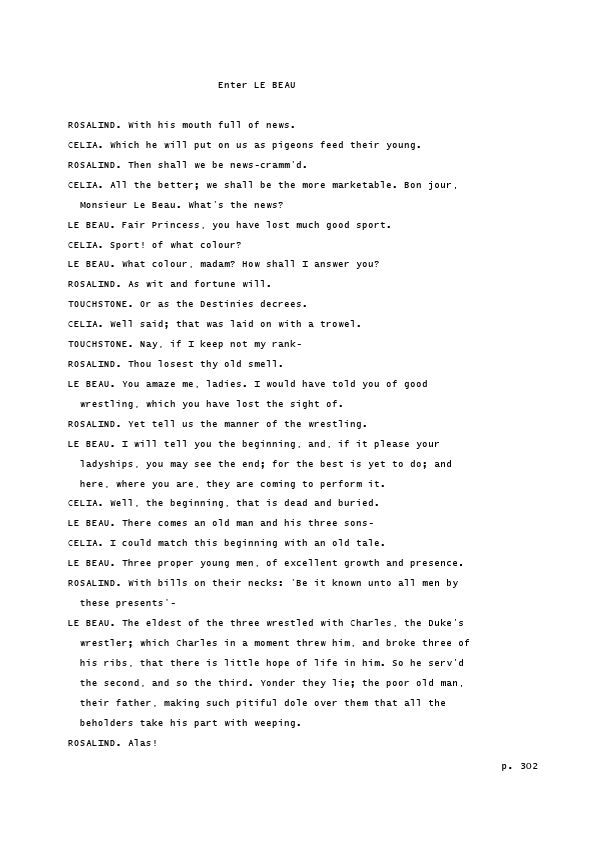 Enter LE BEAU
ROSALIND. With his mouth full of news.
CELIA. Which he will put on us as pigeons feed their young.
ROSALIND. Then shall we be news-cramm'd.
CELIA. All the better; we shall be the more marketable. Bon jour,
Monsieur Le Beau. What's the news?
LE BEAU. Fair Princess, you have lost much good sport.
CELIA. Sport! of what colour?
LE BEAU. What colour, madam? How shall I answer you?
ROSALIND. As wit and fortune will.
TOUCHSTONE. Or as the Destinies decrees.
CELIA. Well said; that was laid on with a trowel.
TOUCHSTONE. Nay, if I keep not my rank-
ROSALIND. Thou losest thy old smell.
LE BEAU. You amaze me, ladies. I would have told you of good
wrestling, which you have lost the sight of.
ROSALIND. Yet tell us the manner of the wrestling.
LE BEAU. I will tell you the beginning, and, if it please your
ladyships, you may see the end; for the best is yet to do; and
here, where you are, they are coming to perform it.
CELIA. Well, the beginning, that is dead and buried.
LE BEAU. There comes an old man and his three sons-
CELIA. I could match this beginning with an old tale.
LE BEAU. Three proper young men, of excellent growth and presence.
ROSALIND. With bills on their necks: 'Be it known unto all men by
these presents'-
LE BEAU. The eldest of the three wrestled with Charles, the Duke's
wrestler; which Charles in a moment threw him, and broke three of
his ribs, that there is little hope of life in him. So he serv'd
the second, and so the third. Yonder they lie; the poor old man,
their father, making such pitiful dole over them that all the
beholders take his part with weeping.
ROSALIND. Alas!
p. 302